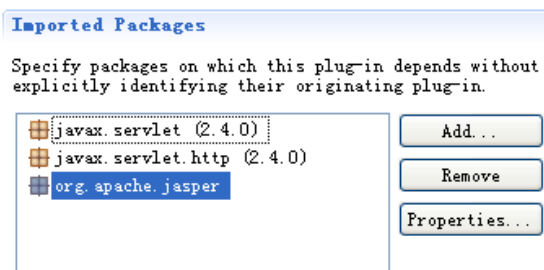 Imported Packages
Specify packages on which this plug-in depends without
explicitly identifying their originating plug-in.
javax.servlet (2.4.0)
Add...
javax.servlet.http (2.4.0)
Remove
org.apache.jasper
Properties...